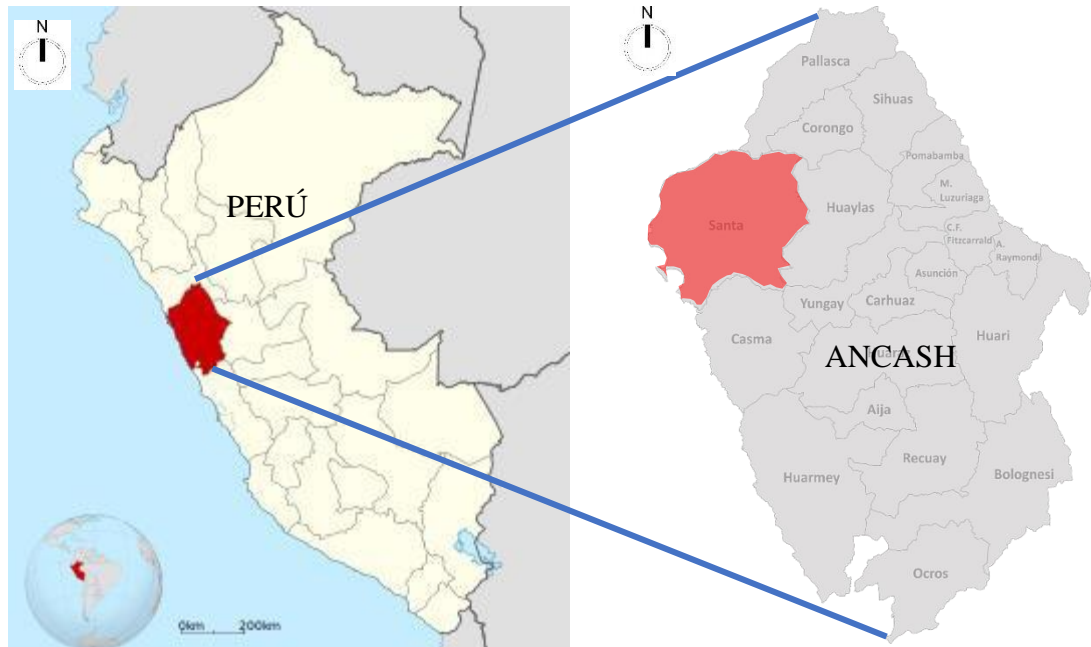 N
PERÚ
0km 200km
N
Pallasca
Sihuas
Corongo
Pomabamba
M.
Luzuriaga
Santa
Huaylas
C.F.
Fitzcarrald
A.
Raymondi
Asunción
Yungay
Carhuaz
Casma
Huari
ANCASH
Aija
Recuay
Huarmey
Bolognesi
Ocros